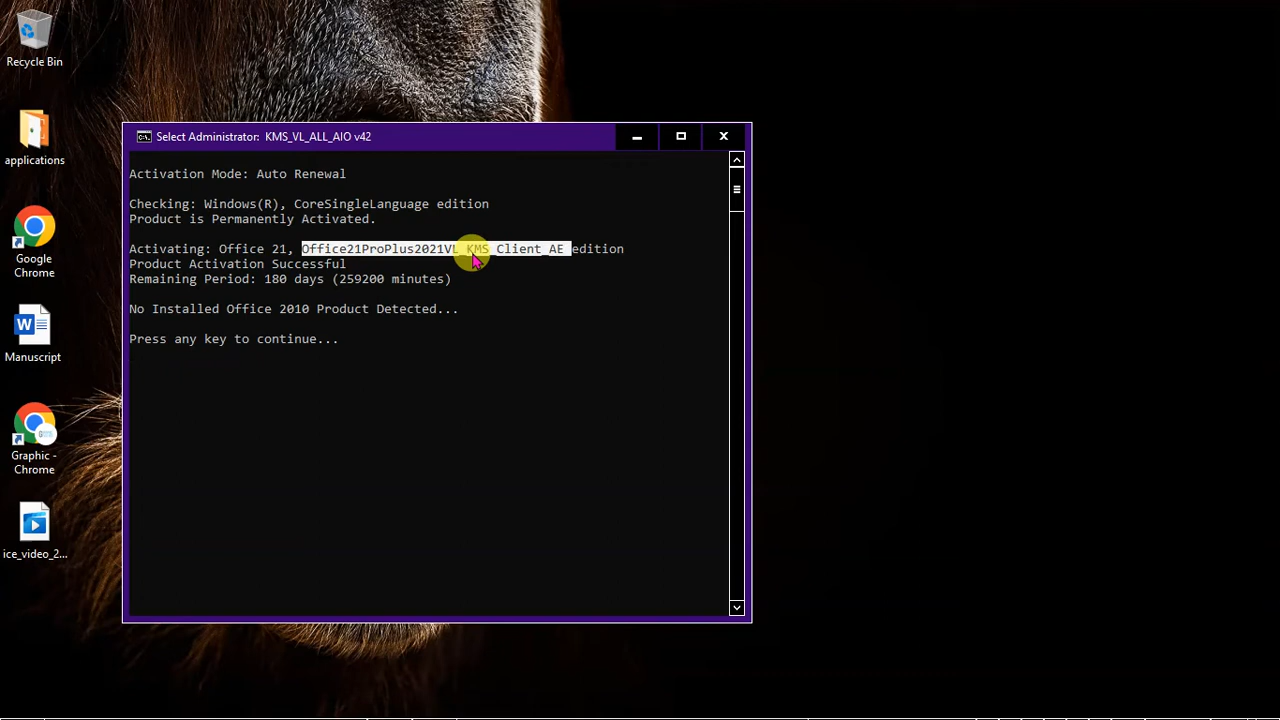 Recycle Bin
applications
Google
Chrome
Manuscript
Graphic -
Chrome
ice_video_2...
Select Administrator: KMS_VL_ALL_AIO v42
Activation Mode: Auto Renewal
Checking: Windows(R), CoreSingleLanguage edition
Product is Permanently Activated.
Activating: Office 21, Office21ProPlus2021VL_KMS_Client_AE edition
Product Activation Successful
Remaining Period: 180 days (259200 minutes)
No Installed Office 2010 Product Detected...
Press any key to continue...